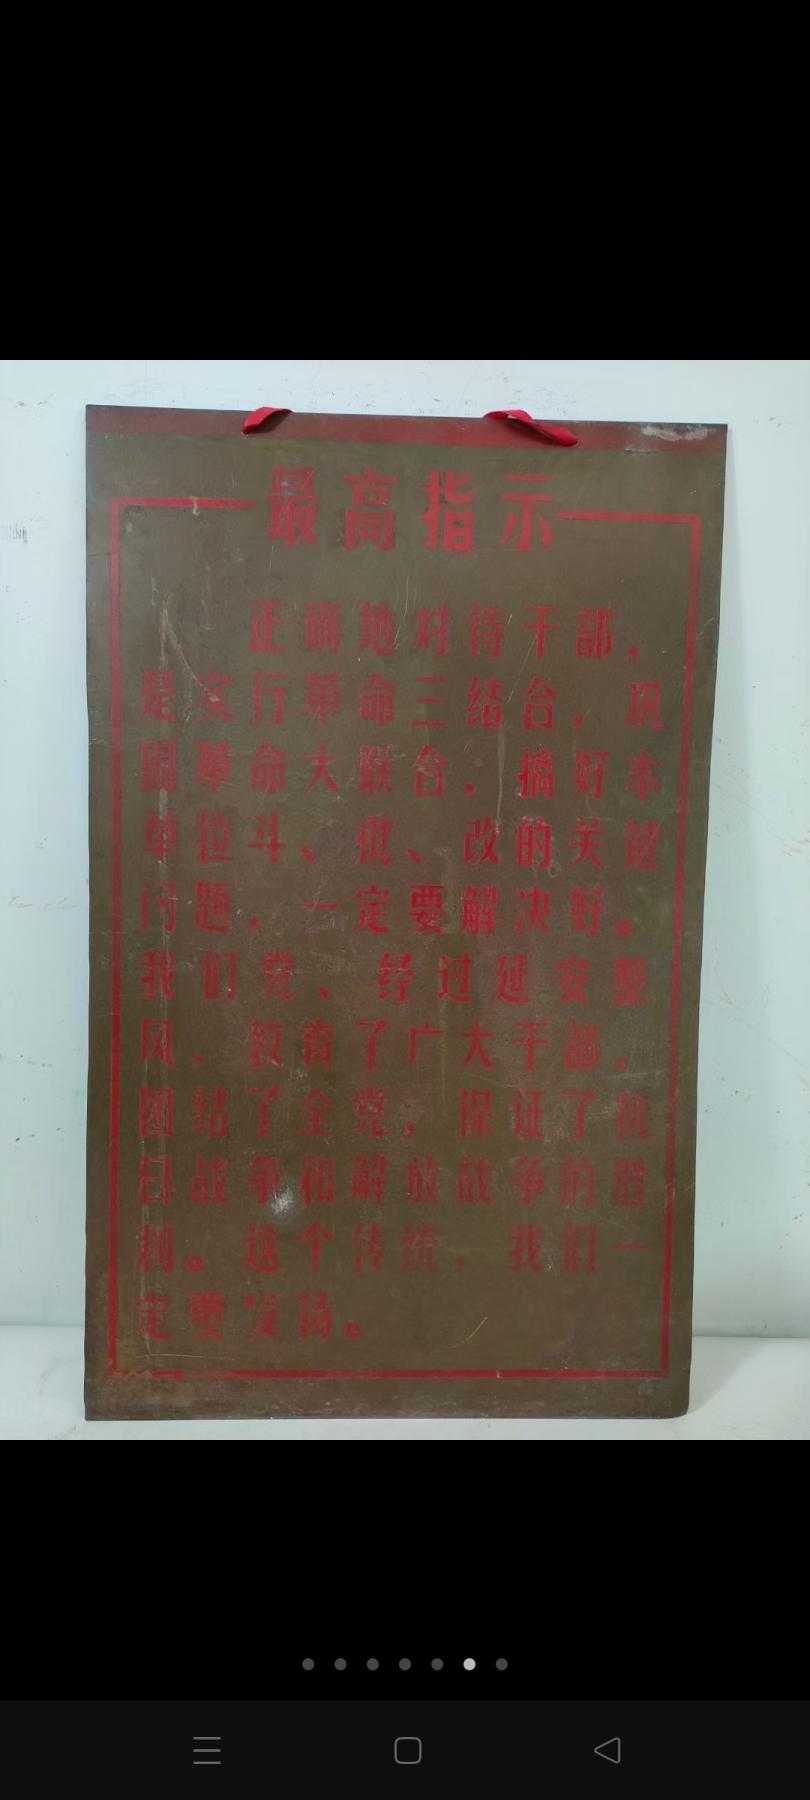 最高指示
正确地对待干部，
是实行革命三结合，巩
固革命大联合，搞好本
单位斗、批、改的关键
问题，一定要解决好。
我们党、经过延安整
风，教育了广大干部，
团结了全党，保证了抗
日战争和解放战争的胜
利。这个传统，我们一
定要发扬。